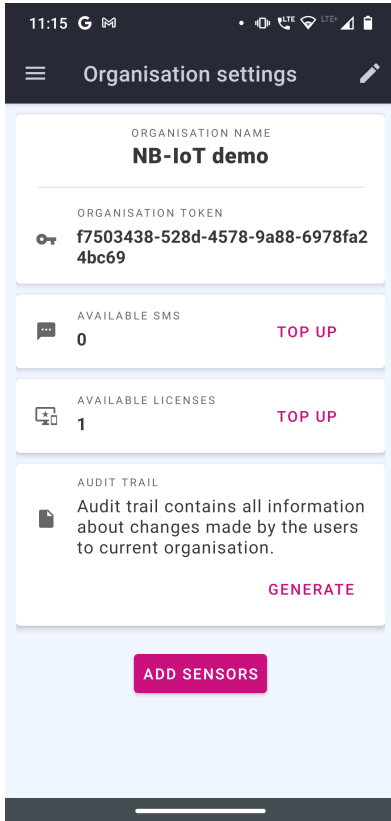 11:15 G LTE LTE+
Organisation settings
ORGANISATION NAME
NB-IoT demo
ORGANISATION TOKEN
f7503438-528d-4578-9a88-6978fa2
4bc69
AVAILABLE SMS
0
TOP UP
AVAILABLE LICENSES
1
TOP UP
AUDIT TRAIL
Audit trail contains all information
about changes made by the users
to current organisation.
GENERATE
ADD SENSORS